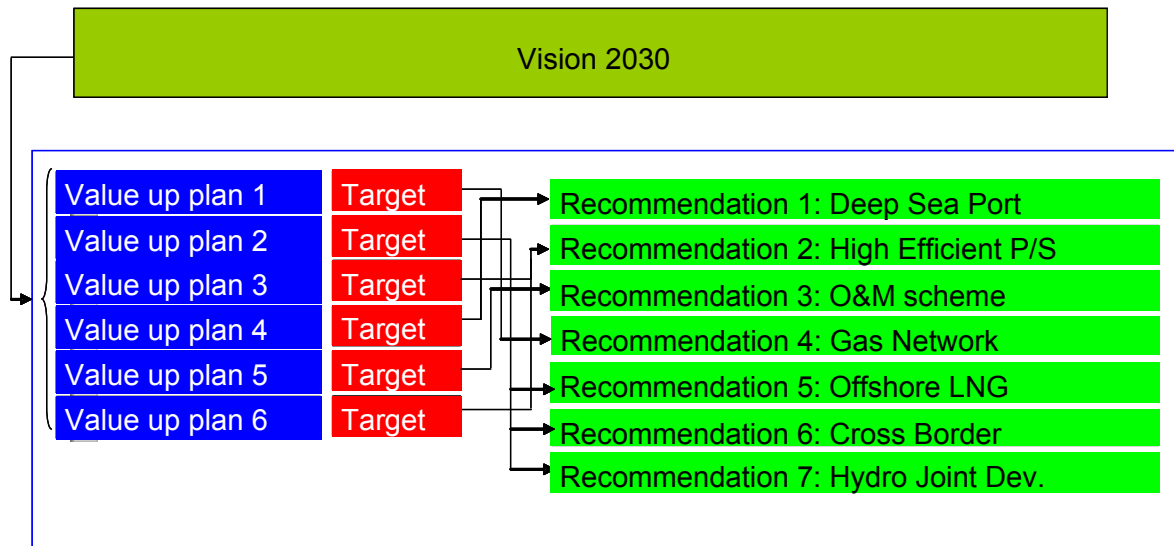 Vision 2030
Value up plan 1
Target
Value up plan 2
Target
Value up plan 3
Target
Value up plan 4
Target
Value up plan 5
Target
Value up plan 6
Target
Recommendation 1: Deep Sea Port
Recommendation 2: High Efficient P/S
Recommendation 3: O&M scheme
Recommendation 4: Gas Network
Recommendation 5: Offshore LNG
Recommendation 6: Cross Border
Recommendation 7: Hydro Joint Dev.